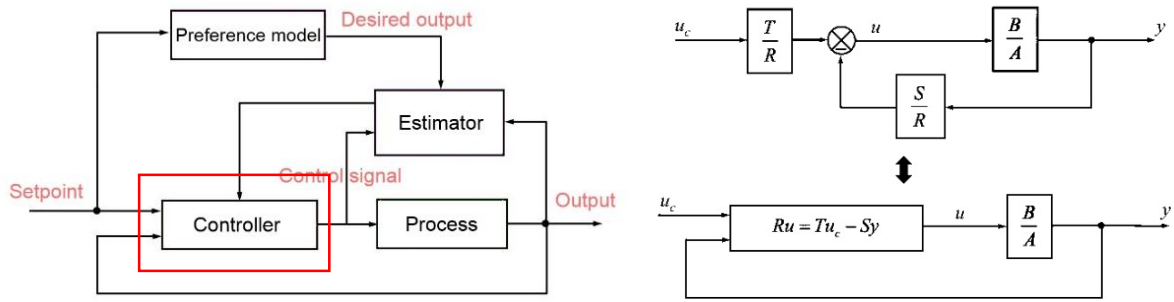 Desired output
Preference model
Estimator
Control signal
Setpoint
Controller
Process
Output
u_c
T
R
u
B
A
y
S
R
u_c
Ru = Tu_c − Sy
u
B
A
y